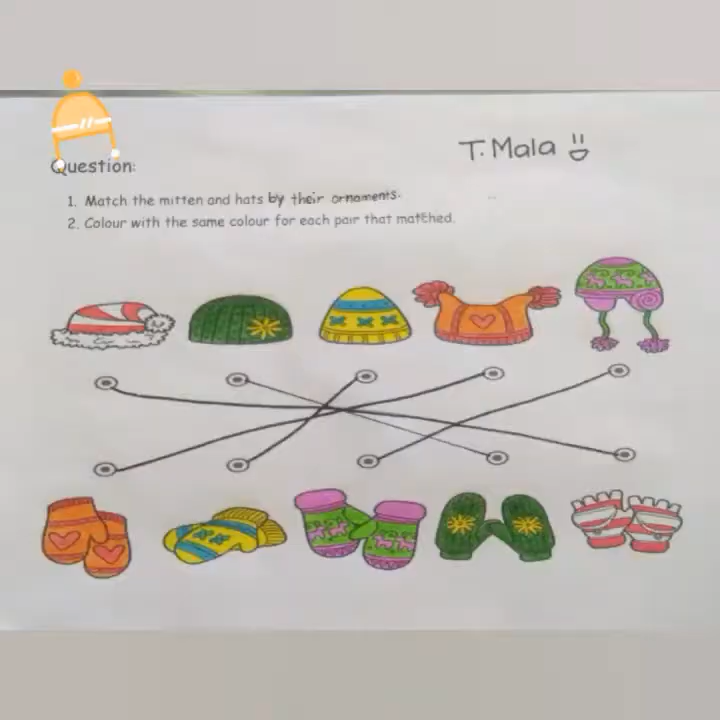 T. Mala
Question:
1. Match the mitten and hats by their ornaments.
2. Colour with the same colour for each pair that matched.